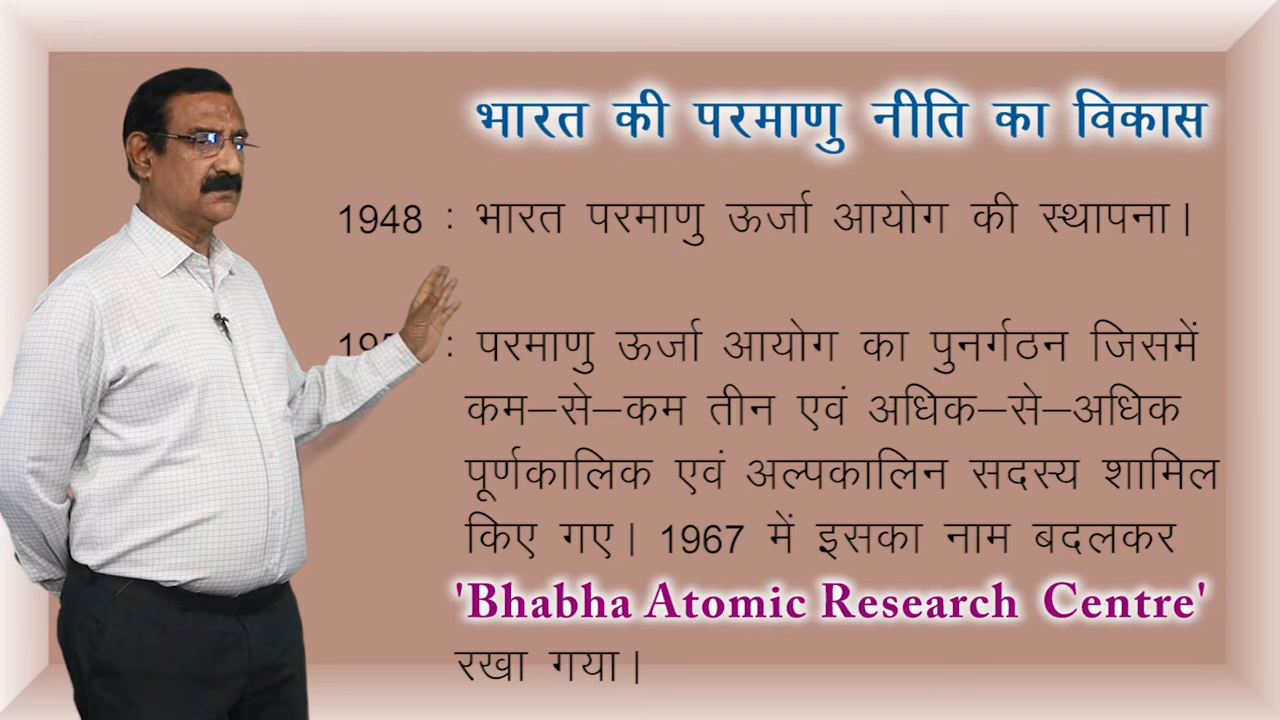 भारत की परमाणु नीति का विकास
1948 : भारत परमाणु ऊर्जा आयोग की स्थापना।
: परमाणु ऊर्जा आयोग का पुनर्गठन जिसमें
कम–से–कम तीन एवं अधिक–से–अधिक
पूर्णकालिक एवं अल्पकालिन सदस्य शामिल
किए गए। 1967 में इसका नाम बदलकर
'Bhabha Atomic Research Centre'
रखा गया।